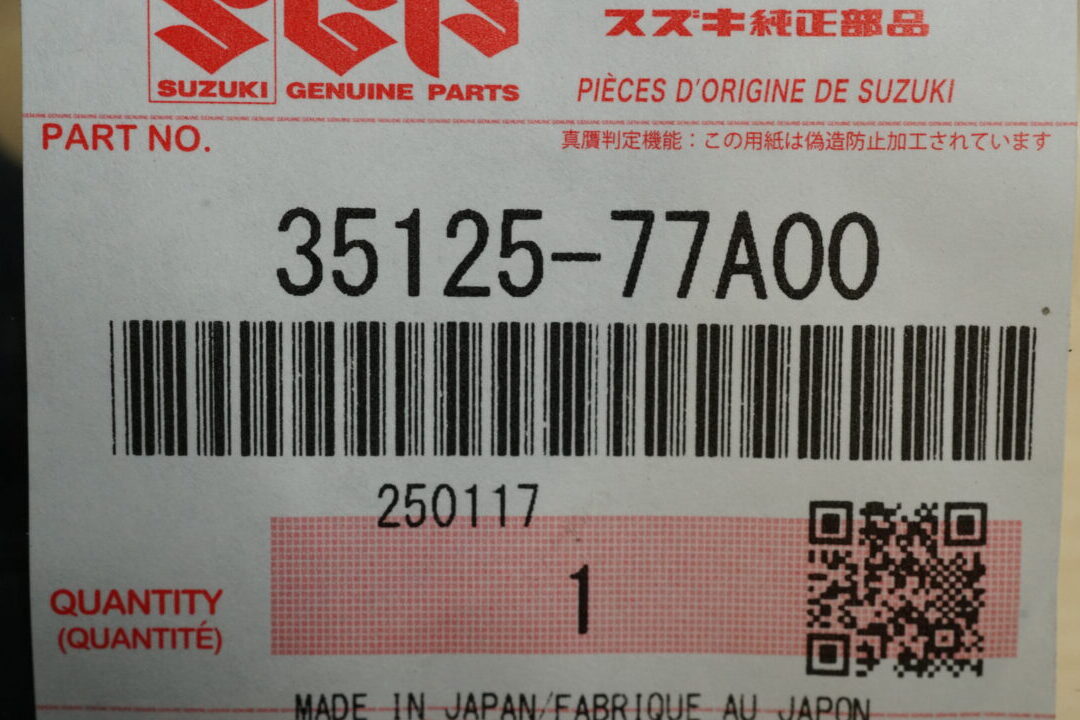 SGP
スズキ純正部品
SUZUKI
GENUINE PARTS
PIÈCES D'ORIGINE DE SUZUKI
PART NO.
真贋判定機能：この用紙は偽造防止加工されています
35125-77A00
250117
1
QUANTITY
(QUANTITÉ)
MADE IN JAPAN/FABRIQUE AU JAPON